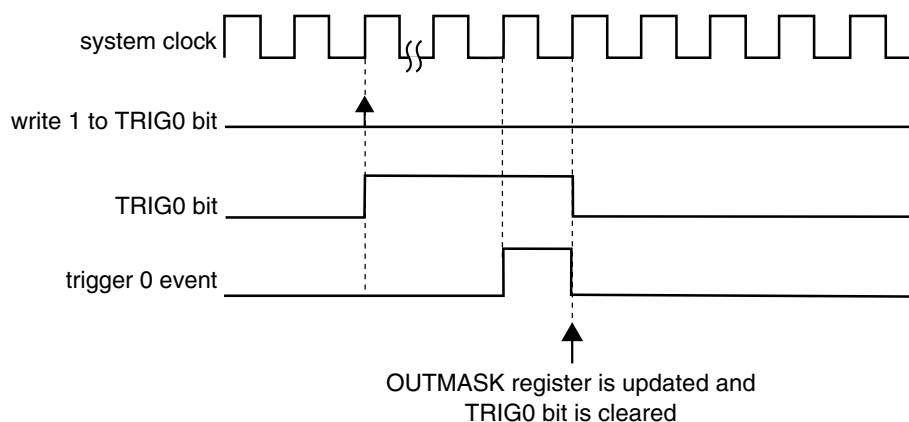 system clock
write 1 to TRIG0 bit
TRIG0 bit
trigger 0 event
OUTMASK register is updated and
TRIG0 bit is cleared